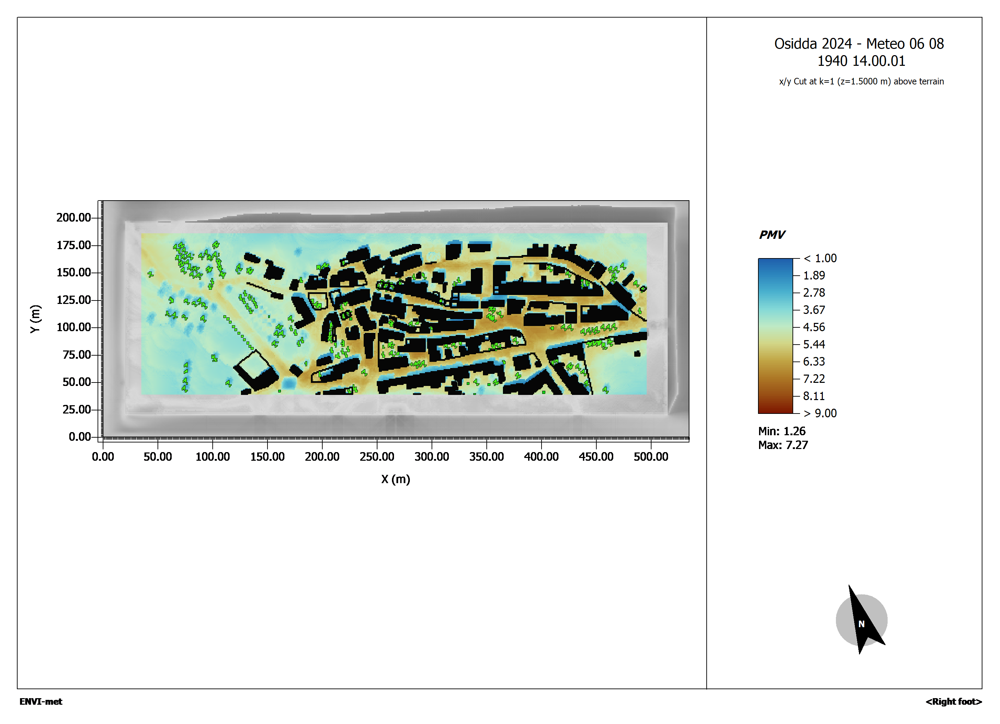 Osidda 2024 - Meteo 06 08
1940 14.00.01
x/y Cut at k=1 (z=1.5000 m) above terrain
200.00
175.00
150.00
125.00
100.00
75.00
50.00
25.00
0.00
Y (m)
0.00 50.00 100.00 150.00 200.00 250.00 300.00 350.00 400.00 450.00 500.00
X (m)
PMV
< 1.00
1.89
2.78
3.67
4.56
5.44
6.33
7.22
8.11
> 9.00
Min: 1.26
Max: 7.27
N
ENVI-met
<Right foot>